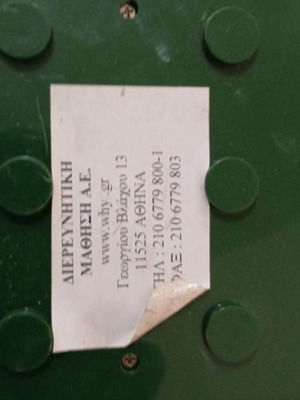 ΔΙΕΡΕΥΝΗΤΙΚΗ
ΜΑΘΗΣΗ Α.Ε.
www.why .gr
Γεωργίου Βλάχου 13
11525 ΑΘΗΝΑ
ΤΗΛ : 210 6779 800-1
ΦΑΞ : 210 6779 803